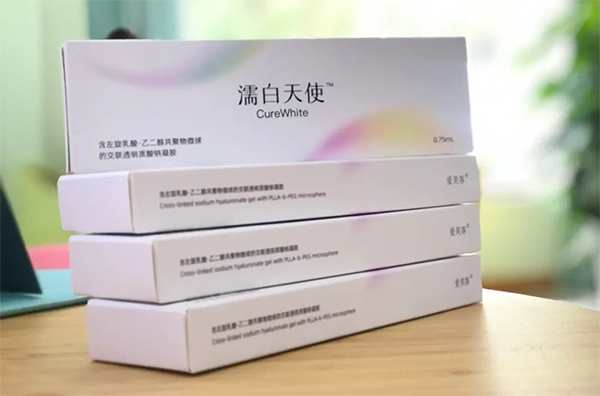 濡白天使™
CureWhite
含左旋乳酸-乙二醇共聚物微球
的交联透明质酸钠凝胶
0.75mL
含左旋乳酸-乙二醇共聚物微球的交联透明质酸钠凝胶
Cross-linked sodium hyaluronate gel with PLLA-b-PEG microsphere
爱芙容®
含左旋乳酸-乙二醇共聚物微球的交联透明质酸钠凝胶
Cross-linked sodium hyaluronate gel with PLLA-b-PEG microsphere
爱芙容®
含左旋乳酸-乙二醇共聚物微球的交联透明质酸钠凝胶
Cross-linked sodium hyaluronate gel with PLLA-b-PEG microsphere
爱芙容®